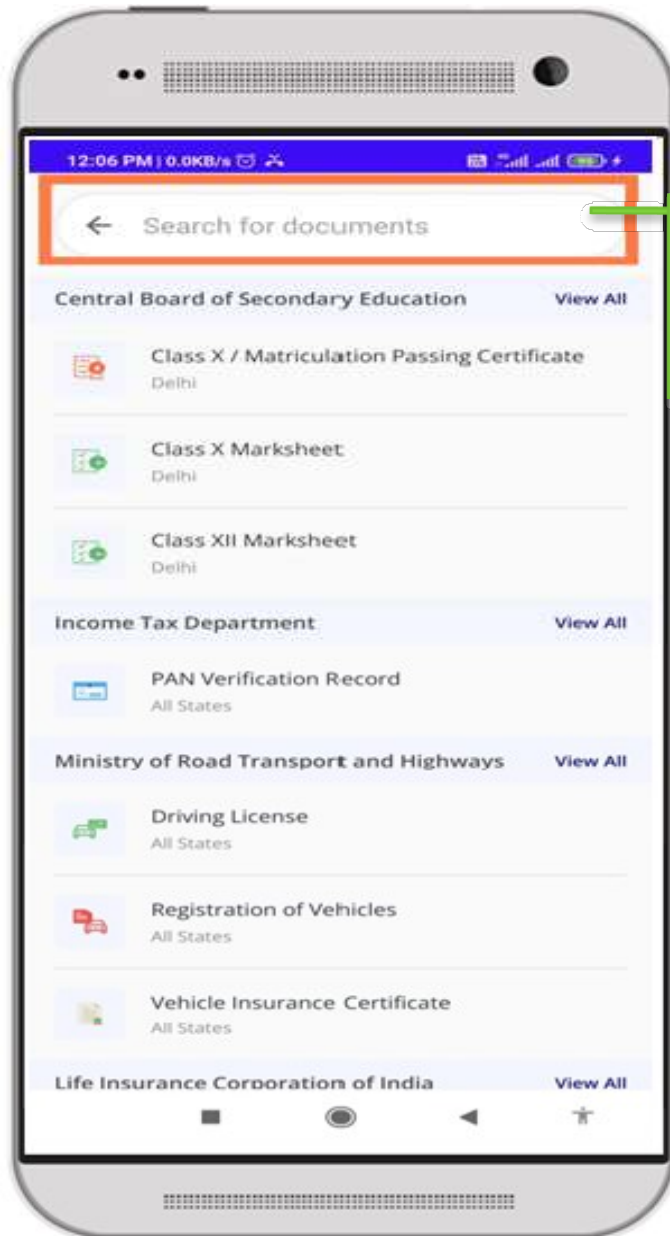 12:06 PM | 0.0KB/s
Search for documents
Central Board of Secondary Education View All
Class X / Matriculation Passing Certificate
Delhi
Class X Marksheet
Delhi
Class XII Marksheet
Delhi
Income Tax Department View All
PAN Verification Record
All States
Ministry of Road Transport and Highways View All
Driving License
All States
Registration of Vehicles
All States
Vehicle Insurance Certificate
All States
Life Insurance Corporation of India View All